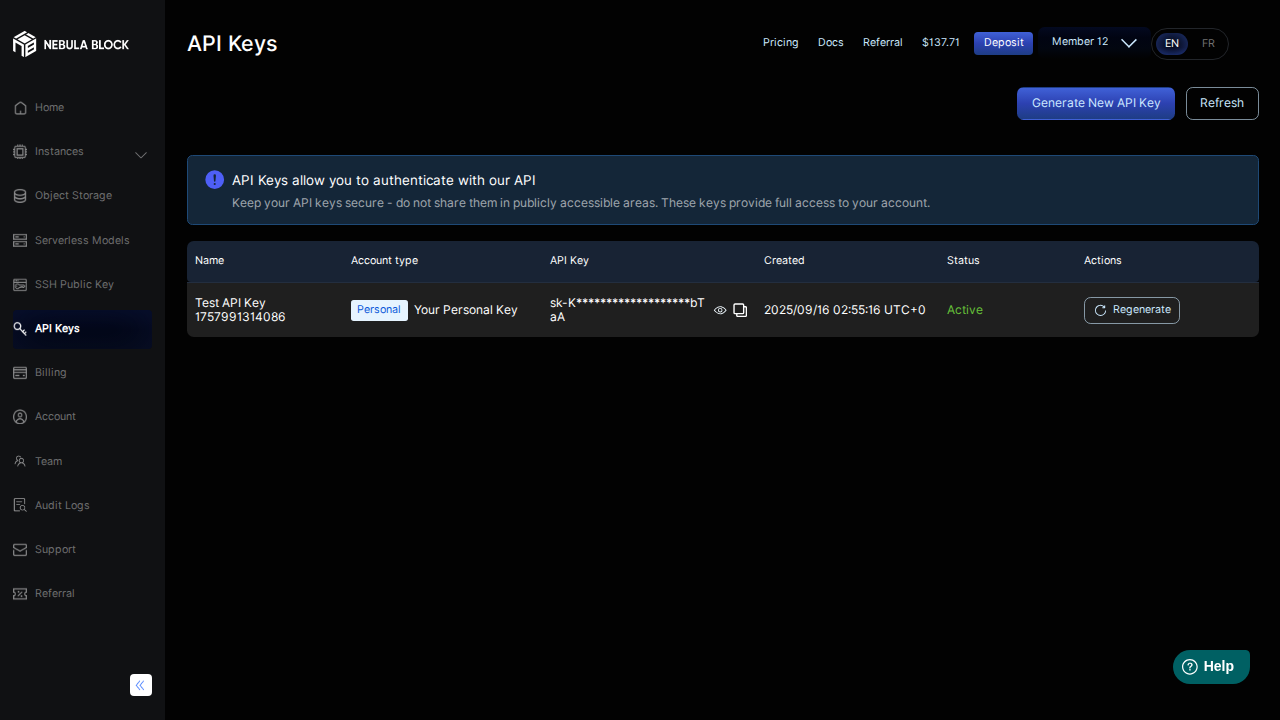 NEBULA BLOCK
API Keys
Pricing
Docs
Referral
$137.71
Deposit
Member 12
EN
FR
Home
Instances
Object Storage
Serverless Models
SSH Public Key
API Keys
Billing
Account
Team
Audit Logs
Support
Referral
Generate New API Key
Refresh
API Keys allow you to authenticate with our API
Keep your API keys secure - do not share them in publicly accessible areas. These keys provide full access to your account.
Name
Account type
API Key
Created
Status
Actions
Test API Key
1757991314086
Personal
Your Personal Key
sk-K*******************bT
aA
2025/09/16 02:55:16 UTC+0
Active
Regenerate
Help